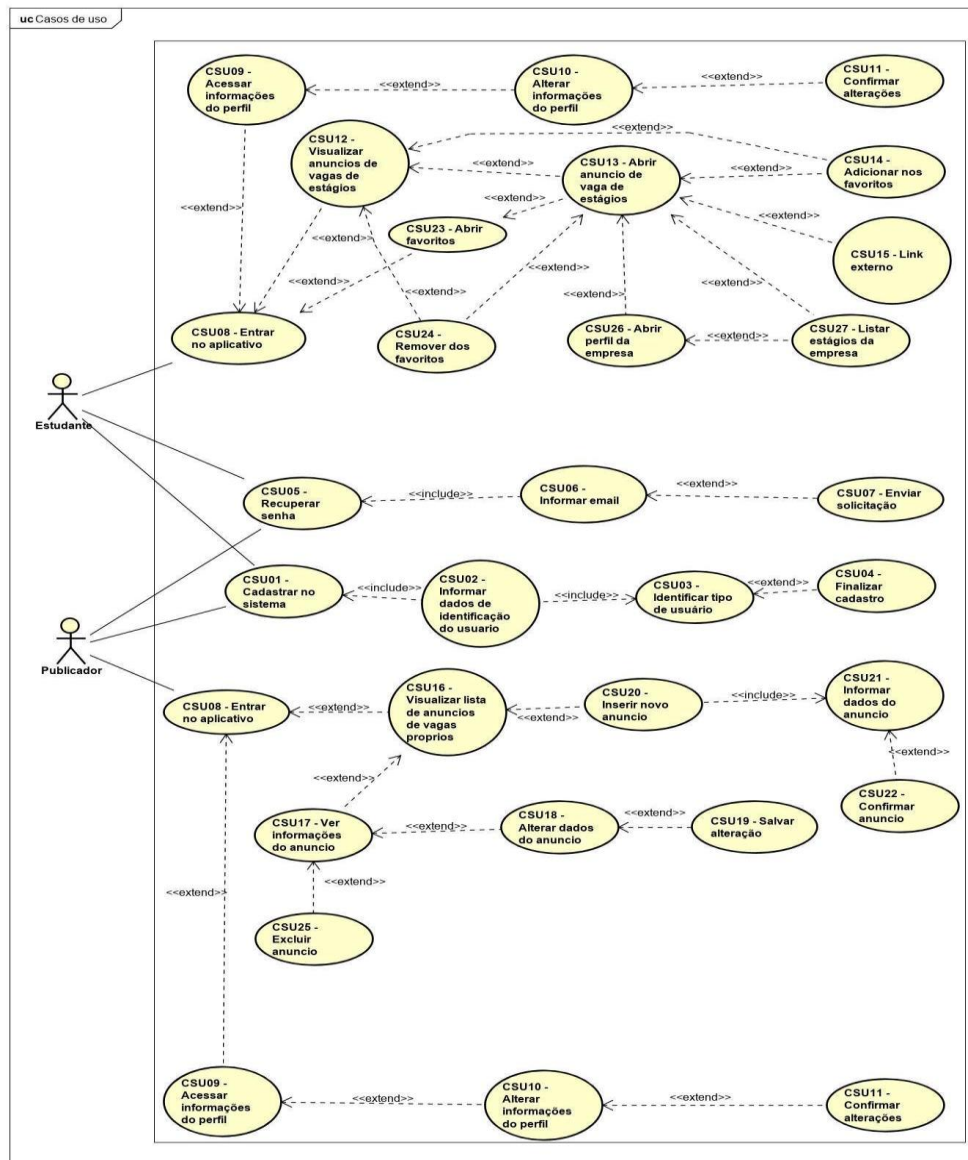 uc Casos de uso
CSU09 -
Acessar
informações
do perfil
<<extend>>
CSU10 -
Alterar
informações
do perfil
<<extend>>
CSU11 -
Confirmar
alterações
CSU12 -
Visualizar
anuncios de
vagas de
estágios
<<extend>>
<<extend>>
CSU13 - Abrir
anuncio de
vaga de
estágios
<<extend>>
CSU14 -
Adicionar nos
favoritos
<<extend>>
<<extend>>
CSU23 - Abrir
favoritos
<<extend>>
<<extend>>
CSU15 - Link
externo
<<extend>>
<<extend>>
<<extend>>
<<extend>>
<<extend>>
CSU08 - Entrar
no aplicativo
CSU24 -
Remover dos
favoritos
CSU26 - Abrir
perfil da
empresa
<<extend>>
CSU27 - Listar
estágios da
empresa
Estudante
CSU05 -
Recuperar
senha
<<include>>
CSU06 -
Informar email
<<extend>>
CSU07 - Enviar
solicitação
CSU01 -
Cadastrar no
sistema
<<include>>
CSU02 -
Informar
dados de
identificação
do usuario
<<include>>
CSU03 -
Identificar tipo
de usuário
<<extend>>
CSU04 -
Finalizar
cadastro
Publicador
CSU08 - Entrar
no aplicativo
<<extend>>
CSU16 -
Visualizar lista
de anuncios
de vagas
proprios
<<extend>>
CSU20 -
Inserir novo
anuncio
<<include>>
CSU21 -
Informar
dados do
anuncio
<<extend>>
<<extend>>
CSU22 -
Confirmar
anuncio
CSU17 - Ver
informações
do anuncio
<<extend>>
CSU18 -
Alterar dados
do anuncio
<<extend>>
CSU19 - Salvar
alteração
<<extend>>
<<extend>>
CSU25 -
Excluir
anuncio
CSU09 -
Acessar
informações
do perfil
<<extend>>
CSU10 -
Alterar
informações
do perfil
<<extend>>
CSU11 -
Confirmar
alterações